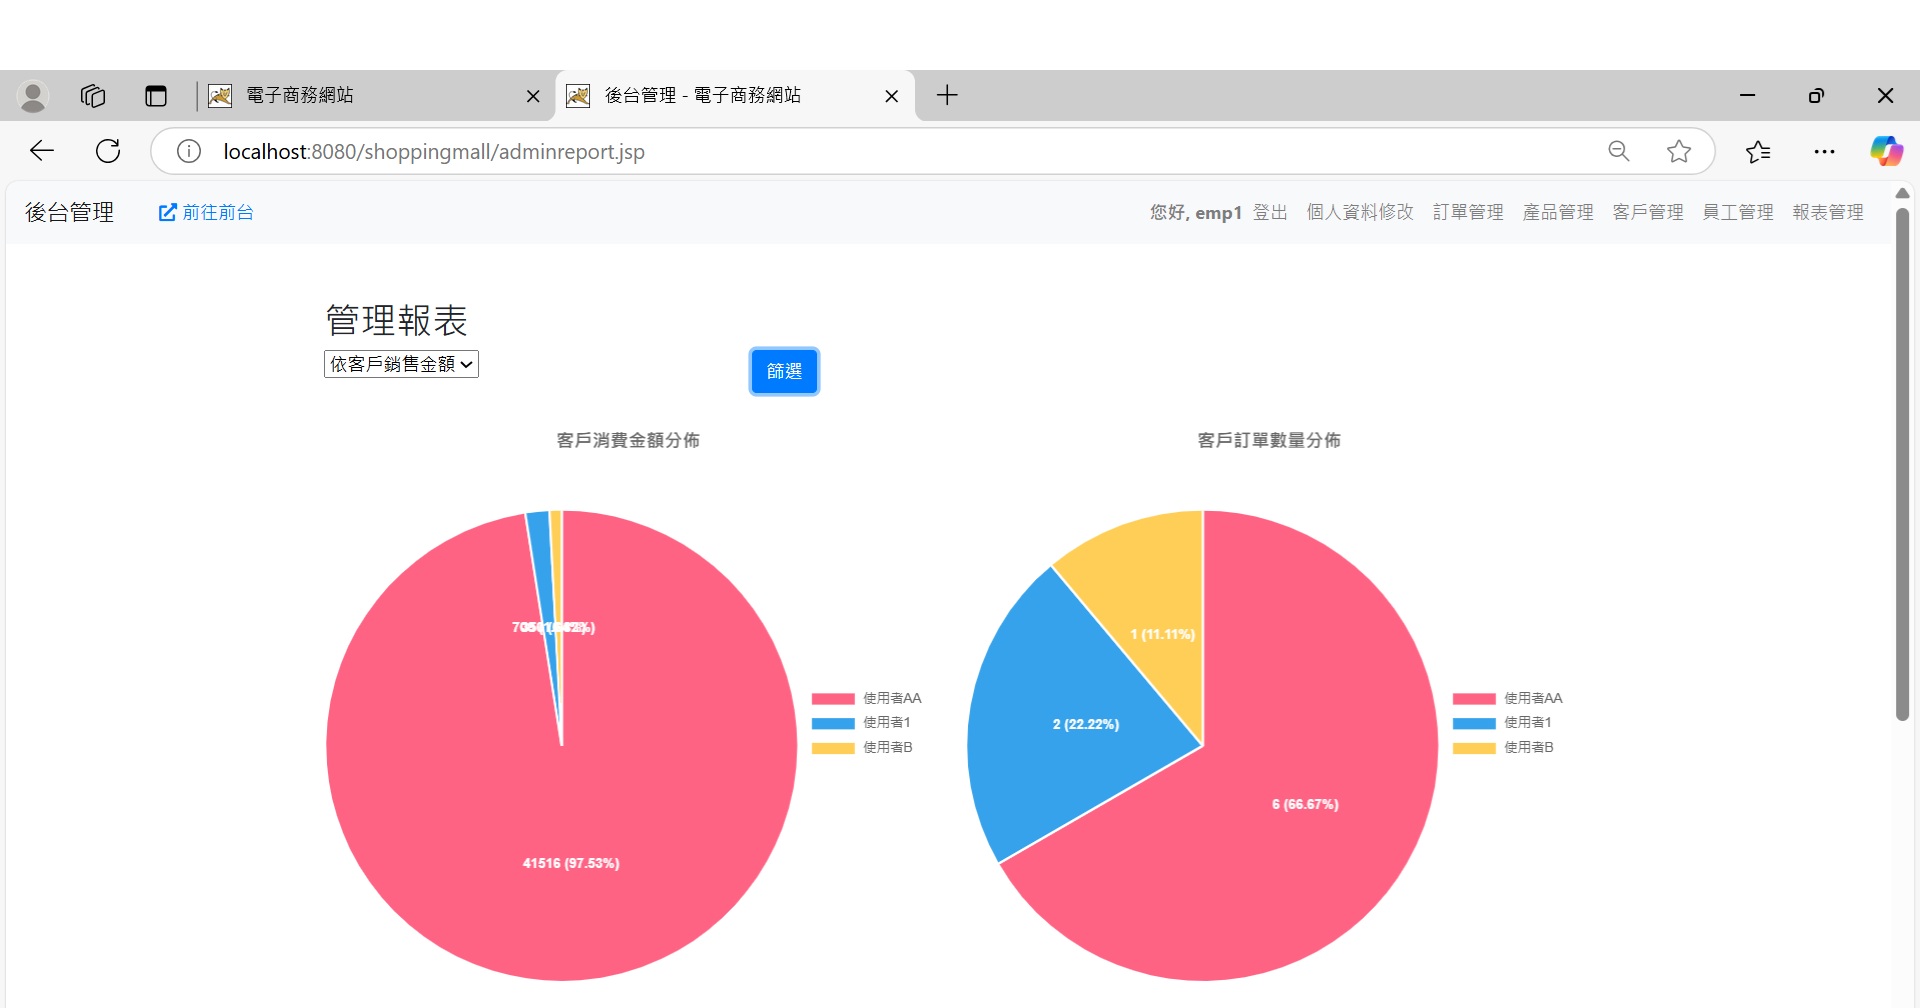 電子商務網站
後台管理 - 電子商務網站
localhost:8080/shoppingmall/adminreport.jsp
後台管理
前往前台
您好, emp1 登出 個人資料修改 訂單管理 產品管理 客戶管理 員工管理 報表管理
管理報表
依客戶銷售金額
篩選
客戶消費金額分佈
41516 (97.53%)
使用者AA
使用者1
使用者B
客戶訂單數量分佈
1 (11.11%)
2 (22.22%)
6 (66.67%)
使用者AA
使用者1
使用者B